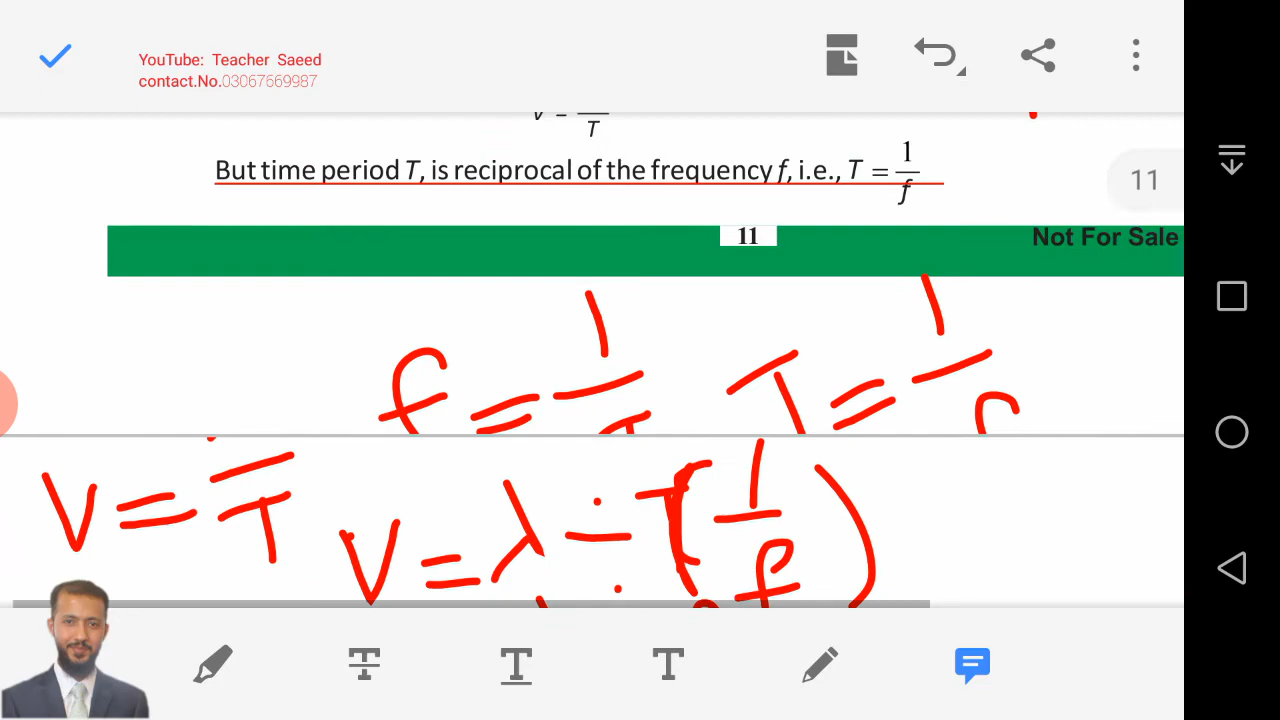 YouTube: Teacher Saeed
contact.No.03067669987
v = — T
But time period T, is reciprocal of the frequency f, i.e., T = 1/f
11
11
Not For Sale
f = 1/T T = 1/f
V = — T
V = λ ÷ (1/f)